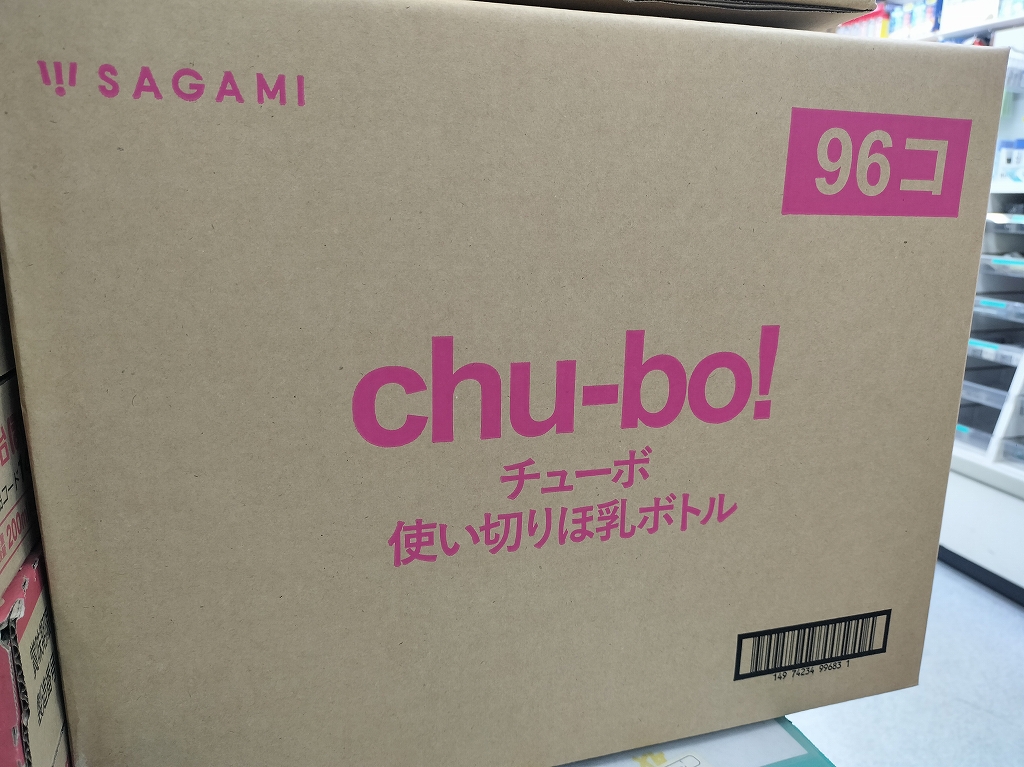 SAGAMI
96コ
chu-bo!
チューボ
使い切りほ乳ボトル
149 74234 99683 1